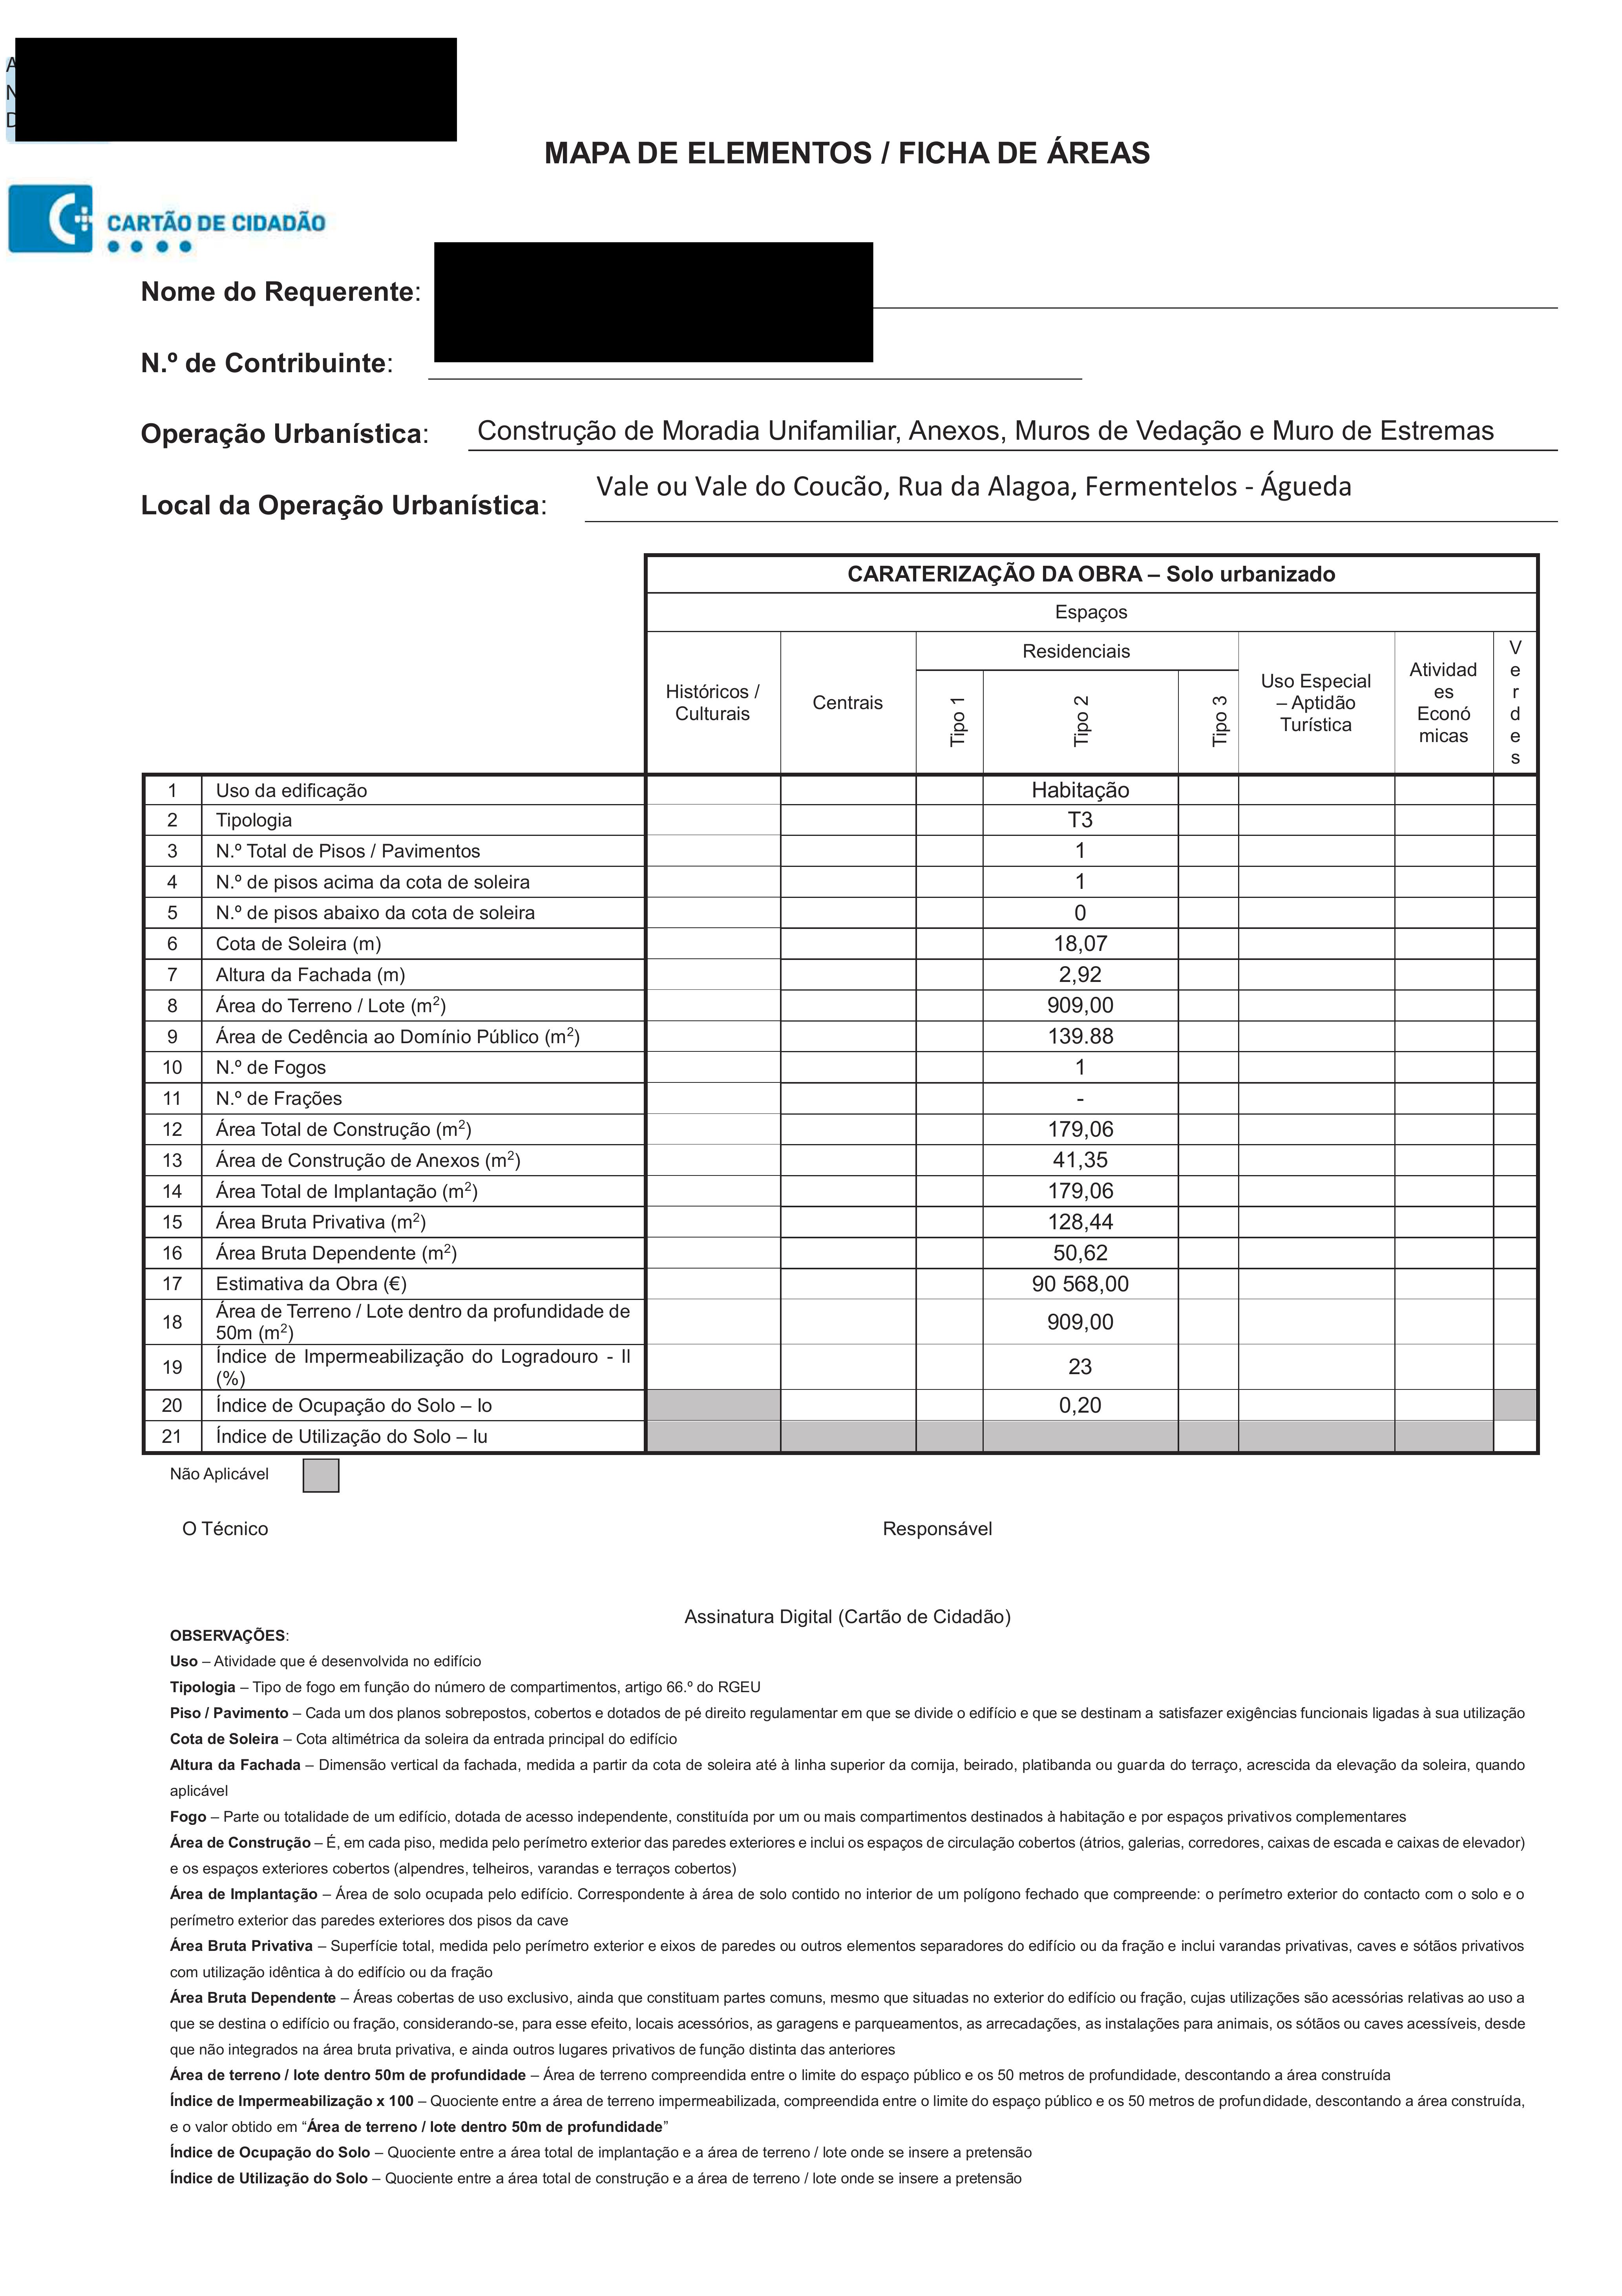 MAPA DE ELEMENTOS / FICHA DE ÁREAS
CARTÃO DE CIDADÃO
Nome do Requerente:
N.º de Contribuinte:
Operação Urbanística: Construção de Moradia Unifamiliar, Anexos, Muros de Vedação e Muro de Estremas
Local da Operação Urbanística: Vale ou Vale do Coucão, Rua da Alagoa, Fermentelos - Águeda
CARATERIZAÇÃO DA OBRA – Solo urbanizado
Espaços
Históricos / Culturais Centrais Residenciais Tipo 1 Tipo 2 Tipo 3 Uso Especial – Aptidão Turística Atividad es Econó micas Verdes
1 Uso da edificação Habitação
2 Tipologia T3
3 N.º Total de Pisos / Pavimentos 1
4 N.º de pisos acima da cota de soleira 1
5 N.º de pisos abaixo da cota de soleira 0
6 Cota de Soleira (m) 18,07
7 Altura da Fachada (m) 2,92
8 Área do Terreno / Lote (m²) 909,00
9 Área de Cedência ao Domínio Público (m²) 139.88
10 N.º de Fogos 1
11 N.º de Frações -
12 Área Total de Construção (m²) 179,06
13 Área de Construção de Anexos (m²) 41,35
14 Área Total de Implantação (m²) 179,06
15 Área Bruta Privativa (m²) 128,44
16 Área Bruta Dependente (m²) 50,62
17 Estimativa da Obra (€) 90 568,00
18 Área de Terreno / Lote dentro da profundidade de 50m (m²) 909,00
19 Índice de Impermeabilização do Logradouro - II (%) 23
20 Índice de Ocupação do Solo – Io 0,20
21 Índice de Utilização do Solo – Iu
Não Aplicável
O Técnico Responsável
Assinatura Digital (Cartão de Cidadão)
OBSERVAÇÕES:
Uso – Atividade que é desenvolvida no edifício
Tipologia – Tipo de fogo em função do número de compartimentos, artigo 66.º do RGEU
Piso / Pavimento – Cada um dos planos sobrepostos, cobertos e dotados de pé direito regulamentar em que se divide o edifício e que se destinam a satisfazer exigências funcionais ligadas à sua utilização
Cota de Soleira – Cota altimétrica da soleira da entrada principal do edifício
Altura da Fachada – Dimensão vertical da fachada, medida a partir da cota de soleira até à linha superior da cornija, beirado, platibanda ou guarda do terraço, acrescida da elevação da soleira, quando
aplicável
Fogo – Parte ou totalidade de um edifício, dotada de acesso independente, constituída por um ou mais compartimentos destinados à habitação e por espaços privativos complementares
Área de Construção – É, em cada piso, medida pelo perímetro exterior das paredes exteriores e inclui os espaços de circulação cobertos (átrios, galerias, corredores, caixas de escada e caixas de elevador)
e os espaços exteriores cobertos (alpendres, telheiros, varandas e terraços cobertos)
Área de Implantação – Área de solo ocupada pelo edifício. Correspondente à área de solo contido no interior de um polígono fechado que compreende: o perímetro exterior do contacto com o solo e o
perímetro exterior das paredes exteriores dos pisos da cave
Área Bruta Privativa – Superfície total, medida pelo perímetro exterior e eixos de paredes ou outros elementos separadores do edifício ou da fração e inclui varandas privativas, caves e sótãos privativos
com utilização idêntica à do edifício ou da fração
Área Bruta Dependente – Áreas cobertas de uso exclusivo, ainda que constituam partes comuns, mesmo que situadas no exterior do edifício ou fração, cujas utilizações são acessórias relativas ao uso a
que se destina o edifício ou fração, considerando-se, para esse efeito, locais acessórios, as garagens e parqueamentos, as arrecadações, as instalações para animais, os sótãos ou caves acessíveis, desde
que não integrados na área bruta privativa, e ainda outros lugares privativos de função distinta das anteriores
Área de terreno / lote dentro 50m de profundidade – Área de terreno compreendida entre o limite do espaço público e os 50 metros de profundidade, descontando a área construída
Índice de Impermeabilização x 100 – Quociente entre a área de terreno impermeabilizada, compreendida entre o limite do espaço público e os 50 metros de profundidade, descontando a área construída,
e o valor obtido em “Área de terreno / lote dentro 50m de profundidade”
Índice de Ocupação do Solo – Quociente entre a área total de implantação e a área de terreno / lote onde se insere a pretensão
Índice de Utilização do Solo – Quociente entre a área total de construção e a área de terreno / lote onde se insere a pretensão